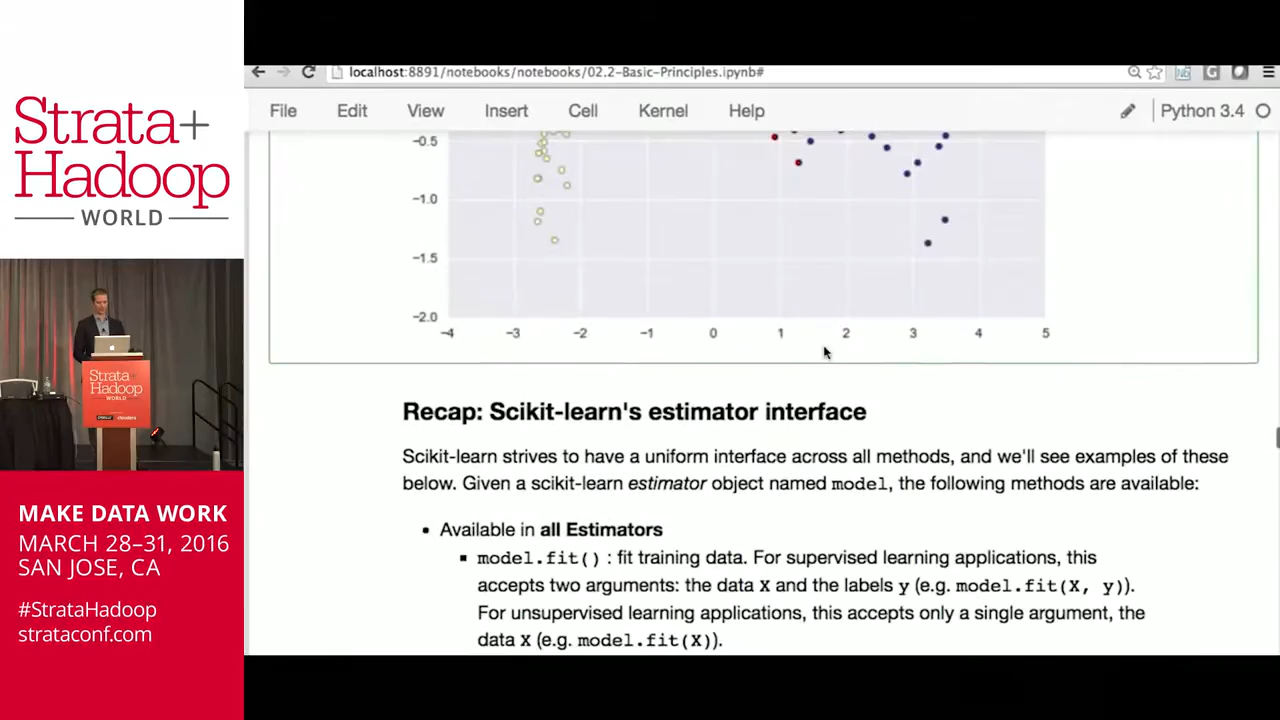 Strata+
Hadoop
WORLD
Strata+
Hadoop
WORLD
MAKE DATA WORK
MARCH 28–31, 2016
SAN JOSE, CA
#StrataHadoop
strataconf.com
localhost:8891/notebooks/notebooks/02.2-Basic-Principles.ipynb#
File Edit View Insert Cell Kernel Help Python 3.4
−0.5
−1.0
−1.5
−2.0
−4 −3 −2 −1 0 1 2 3 4 5
Recap: Scikit-learn's estimator interface
Scikit-learn strives to have a uniform interface across all methods, and we'll see examples of these
below. Given a scikit-learn estimator object named model, the following methods are available:
• Available in all Estimators
▪ model.fit() : fit training data. For supervised learning applications, this
accepts two arguments: the data X and the labels y (e.g. model.fit(X, y)).
For unsupervised learning applications, this accepts only a single argument, the
data X (e.g. model.fit(X)).